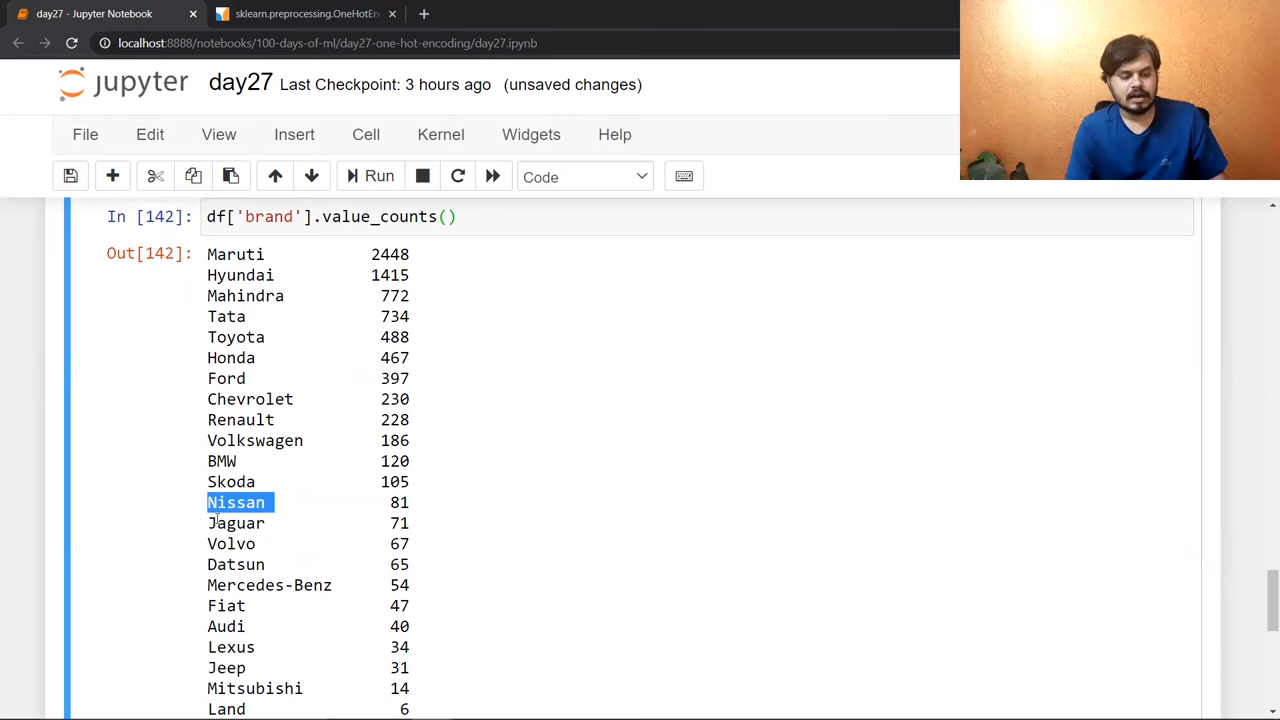 day27 - Jupyter Notebook
sklearn.preprocessing.OneHotEn
localhost:8888/notebooks/100-days-of-ml/day27-one-hot-encoding/day27.ipynb
jupyter day27 Last Checkpoint: 3 hours ago (unsaved changes)
File Edit View Insert Cell Kernel Widgets Help
Run Code
In [142]: df['brand'].value_counts()
Out[142]: Maruti 2448
Hyundai 1415
Mahindra 772
Tata 734
Toyota 488
Honda 467
Ford 397
Chevrolet 230
Renault 228
Volkswagen 186
BMW 120
Skoda 105
Nissan 81
Jaguar 71
Volvo 67
Datsun 65
Mercedes-Benz 54
Fiat 47
Audi 40
Lexus 34
Jeep 31
Mitsubishi 14
Land 6